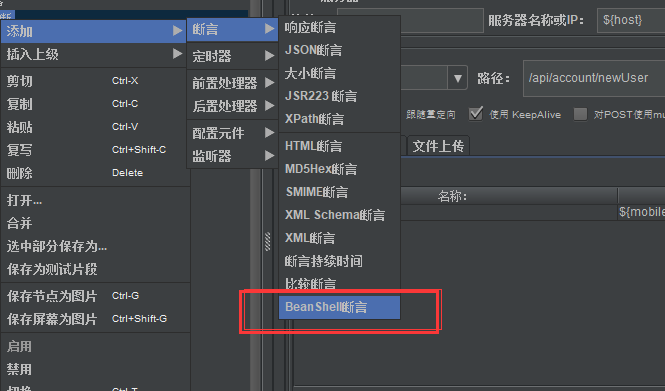 添加
插入上级
剪切 Ctrl-X
复制 Ctrl-C
粘贴 Ctrl-V
复写 Ctrl+Shift-C
删除 Delete
打开...
合并
选中部分保存为...
保存为测试片段
保存节点为图片 Ctrl-G
保存屏幕为图片 Ctrl+Shift-G
启用
禁用
Ctrl-T
断言
定时器
前置处理器
后置处理器
配置元件
监听器
响应断言
JSON断言
大小断言
JSR223 断言
XPath断言
HTML断言
MD5Hex断言
SMIME断言
XML Schema断言
XML断言
断言持续时间
比较断言
BeanShell断言
服务器名称或IP： ${host}
路径： /api/account/newUser
跟随重定向 使用 KeepAlive 对POST使用mu
文件上传
名称:
${mobile